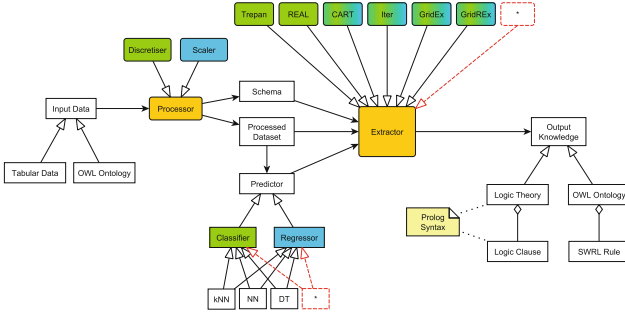 Trepan
REAL
CART
Iter
GridEx
GridREx
*
Discretiser
Scaler
Input Data
Processor
Schema
Processed
Dataset
Extractor
Output
Knowledge
Tabular Data
OWL Ontology
Predictor
Logic Theory
OWL Ontology
Prolog
Syntax
Classifier
Regressor
Logic Clause
SWRL Rule
kNN
NN
DT
*